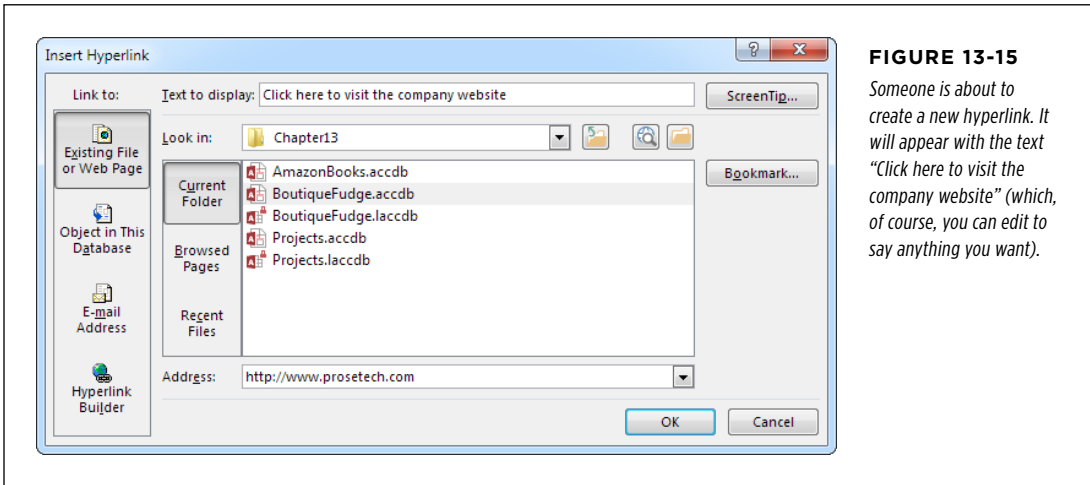 Insert Hyperlink
Link to:
Text to display: Click here to visit the company website
ScreenTip...
Existing File
or Web Page
Look in: Chapter13
Current
Folder
AmazonBooks.accdb
BoutiqueFudge.accdb
BoutiqueFudge.laccdb
Projects.accdb
Projects.laccdb
Bookmark...
Object in This
Database
Browsed
Pages
E-mail
Address
Recent
Files
Hyperlink
Builder
Address: http://www.prosetech.com
OK
Cancel
FIGURE 13-15
Someone is about to
create a new hyperlink. It
will appear with the text
“Click here to visit the
company website” (which,
of course, you can edit to
say anything you want).